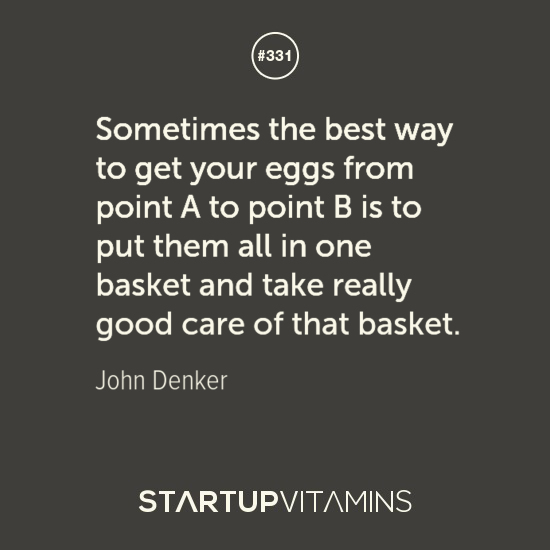 #331
Sometimes the best way
to get your eggs from
point A to point B is to
put them all in one
basket and take really
good care of that basket.
John Denker
STARTUPVITAMINS